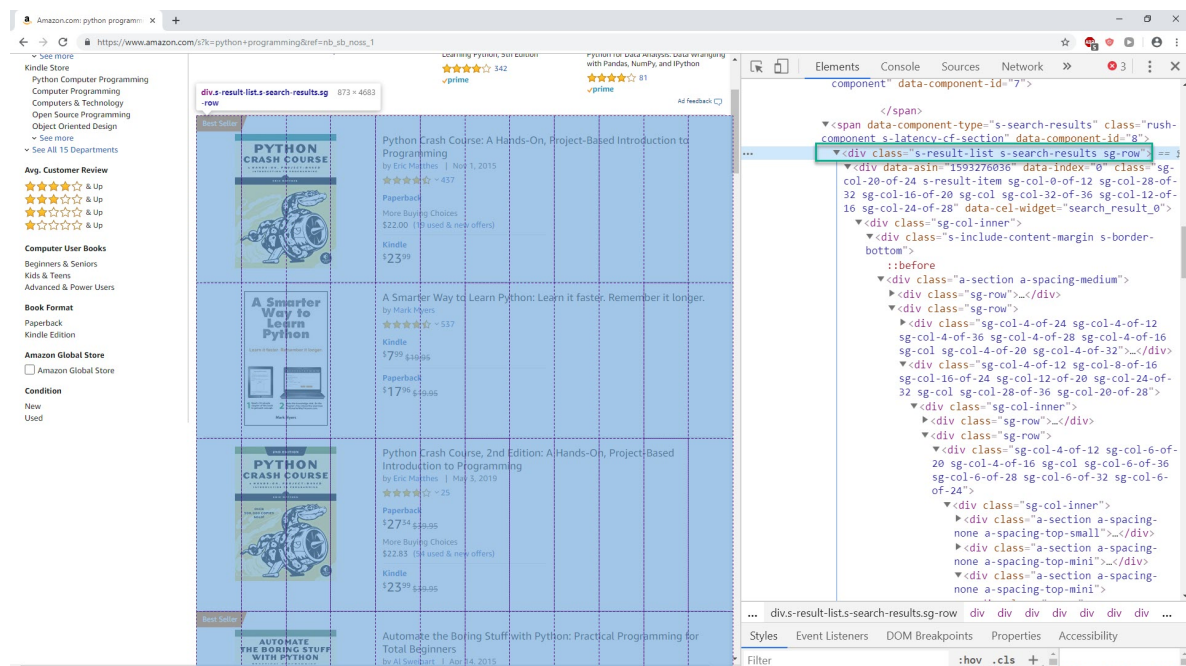 Amazon.com: python programm
https://www.amazon.com/s?k=python+programming&ref=nb_sb_noss_1
See more
Kindle Store
Python Computer Programming
Computer Programming
Computers & Technology
Open Source Programming
Object Oriented Design
See more
See All 15 Departments
Avg. Customer Review
& Up
& Up
& Up
& Up
Computer User Books
Beginners & Seniors
Kids & Teens
Advanced & Power Users
Book Format
Paperback
Kindle Edition
Amazon Global Store
Amazon Global Store
Condition
New
Used
Learning Python, 5th Edition
342
prime
Python for Data Analysis: Data Wrangling
with Pandas, NumPy, and IPython
81
prime
Ad feedback
div.s-result-list.s-search-results.sg
-row
873 × 4683
Best Seller
PYTHON
CRASH COURSE
Python Crash Course: A Hands-On, Project-Based Introduction to
Programming
by Eric Matthes | Nov 1, 2015
437
Paperback
More Buying Choices
$22.00 (19 used & new offers)
Kindle
$23 99
A Smarter
Way to
Learn
Python
Mark Myers
A Smarter Way to Learn Python: Learn it faster. Remember it longer.
by Mark Myers
537
Kindle
$7 99 $19.95
Paperback
$17 96 $19.95
PYTHON
CRASH COURSE
Python Crash Course, 2nd Edition: A Hands-On, Project-Based
Introduction to Programming
by Eric Matthes | May 3, 2019
25
Paperback
$27 34 $39.95
More Buying Choices
$22.83 (54 used & new offers)
Kindle
$23 99 $39.95
Best Seller
AUTOMATE
THE BORING STUFF
WITH PYTHON
Automate the Boring Stuff with Python: Practical Programming for
Total Beginners
by Al Sweigart | Apr 14, 2015
Elements Console Sources Network » 3
component" data-component-id="7">
</span>
<span data-component-type="s-search-results" class="rush-
component s-latency-cf-section" data-component-id="8">
<div class="s-result-list s-search-results sg-row"> ==
<div data-asin="1593276036" data-index="0" class="sg-
col-20-of-24 s-result-item sg-col-0-of-12 sg-col-28-of-
32 sg-col-16-of-20 sg-col sg-col-32-of-36 sg-col-12-of-
16 sg-col-24-of-28" data-cel-widget="search_result_0">
<div class="sg-col-inner">
<div class="s-include-content-margin s-border-
bottom">
::before
<div class="a-section a-spacing-medium">
<div class="sg-row">…</div>
<div class="sg-row">
<div class="sg-col-4-of-24 sg-col-4-of-12
sg-col-4-of-36 sg-col-4-of-28 sg-col-4-of-16
sg-col sg-col-4-of-20 sg-col-4-of-32">…</div>
<div class="sg-col-4-of-12 sg-col-8-of-16
sg-col-16-of-24 sg-col-12-of-20 sg-col-24-of-
32 sg-col sg-col-28-of-36 sg-col-20-of-28">
<div class="sg-col-inner">
<div class="sg-row">…</div>
<div class="sg-row">
<div class="sg-col-4-of-12 sg-col-6-of-
20 sg-col-4-of-16 sg-col sg-col-6-of-36
sg-col-6-of-28 sg-col-6-of-32 sg-col-6-
of-24">
<div class="sg-col-inner">
<div class="a-section a-spacing-
none a-spacing-top-small">…</div>
<div class="a-section a-spacing-
none a-spacing-top-mini">…</div>
<div class="a-section a-spacing-
none a-spacing-top-mini">
... div.s-result-list.s-search-results.sg-row div div div div div div ...
Styles Event Listeners DOM Breakpoints Properties Accessibility
Filter :hov .cls +